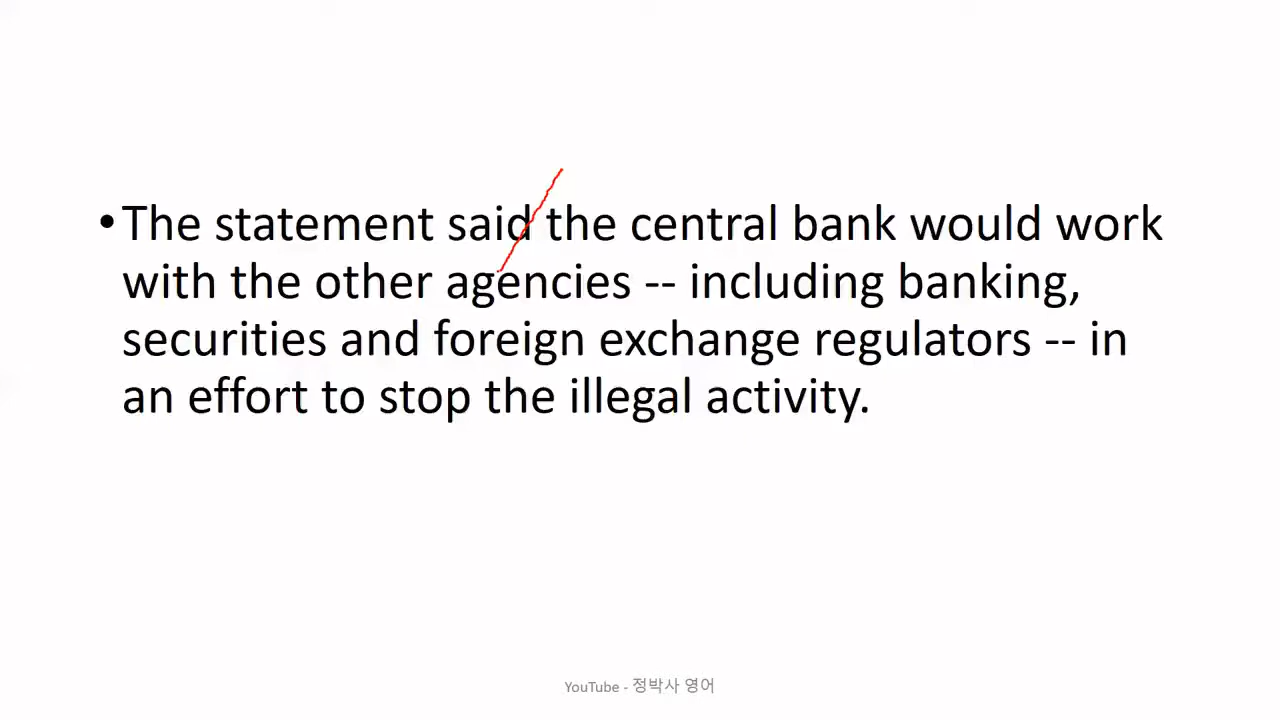 •The statement said the central bank would work
with the other agencies -- including banking,
securities and foreign exchange regulators -- in
an effort to stop the illegal activity.
YouTube - 정박사 영어